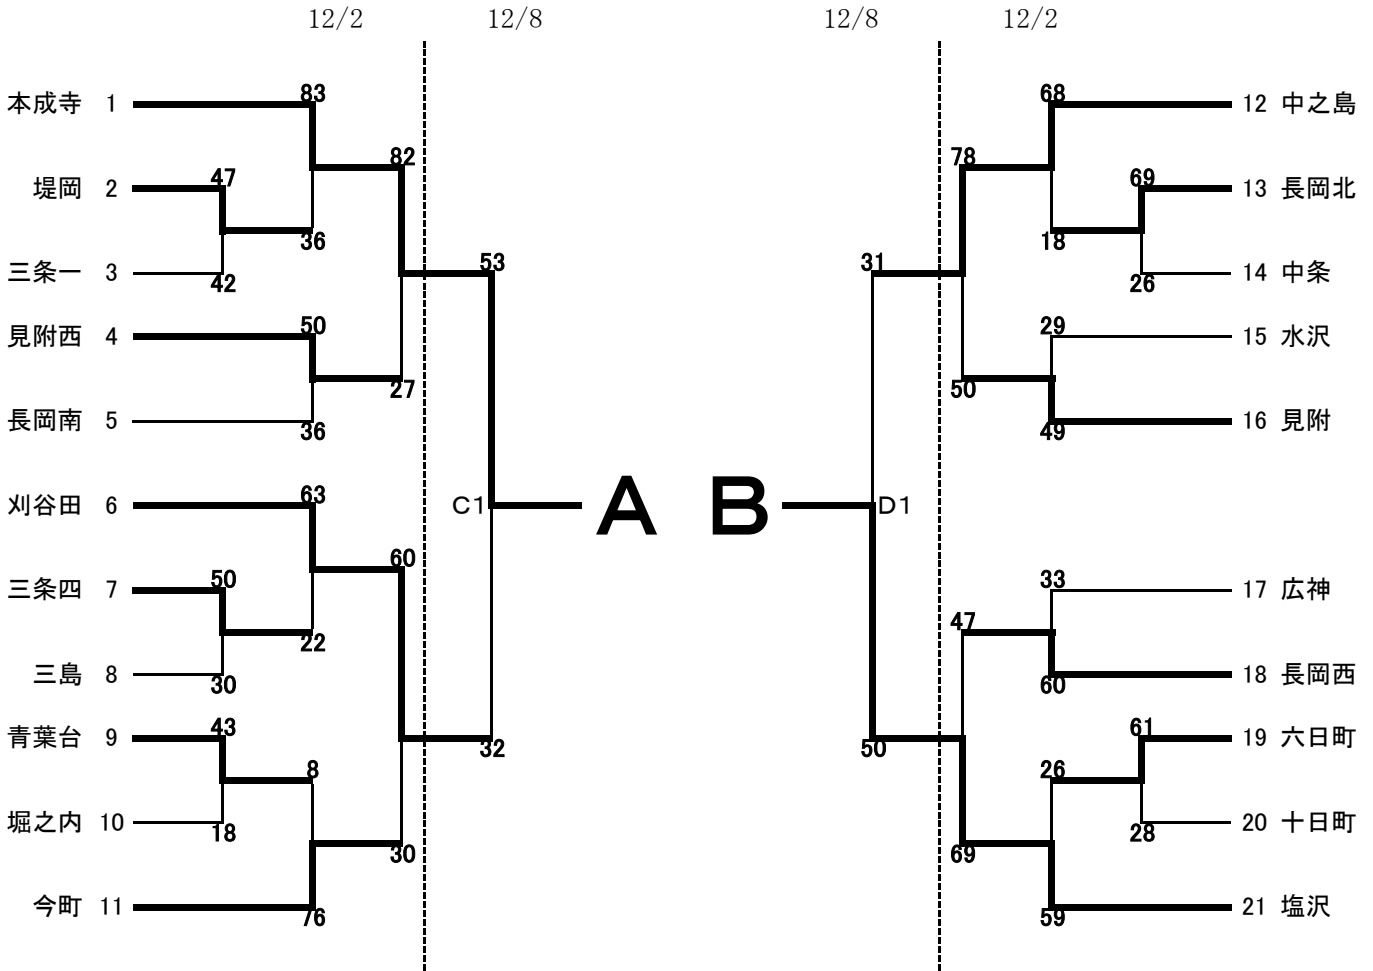 12/2 12/8 12/8 12/2
83 68
本成寺 1 12 中之島
82 78
47 69
堤岡 2 13 長岡北
36 18
53 31
三条一 3 14 中条
42 26
50 29
見附西 4 15 水沢
27 50
長岡南 5 16 見附
36 49
63
刈谷田 6 C1 A B D1
60
50 33
三条四 7 17 広神
22 47
三島 8 18 長岡西
30 60
43 61
青葉台 9 19 六日町
32 50
8 26
堀之内 10 20 十日町
18 28
30 69
今町 11 21 塩沢
76 59